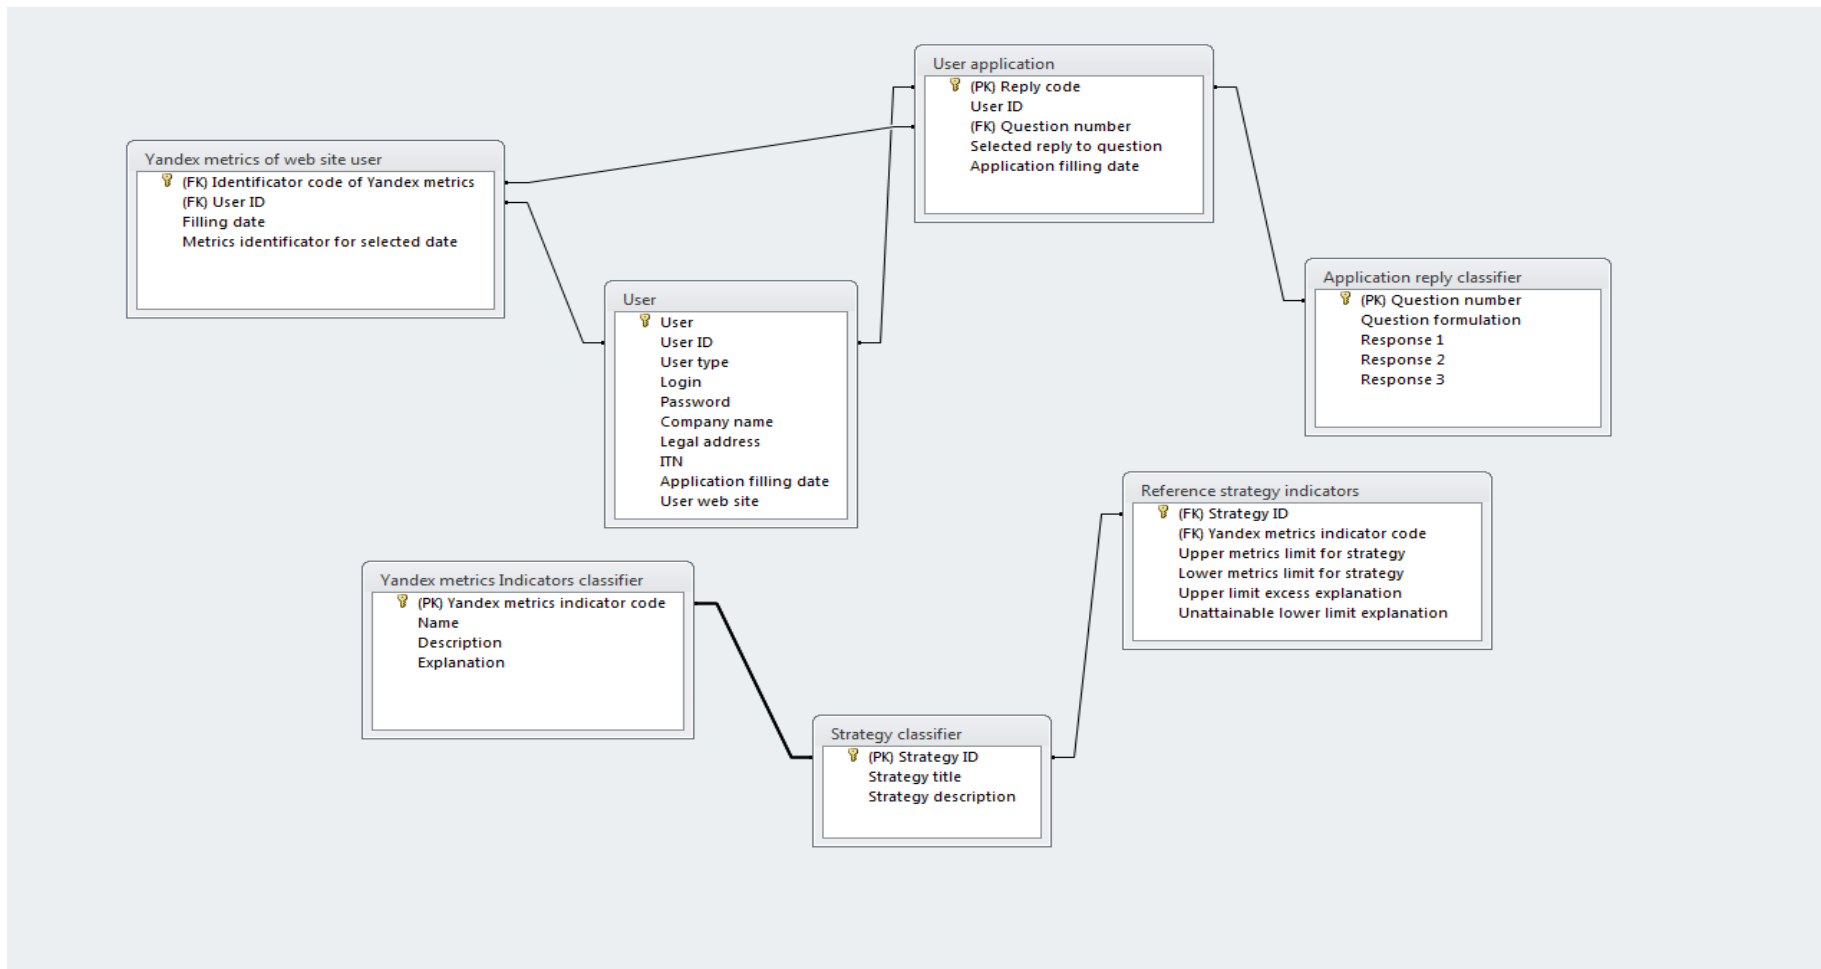 User application
(PK) Reply code
User ID
(FK) Question number
Selected reply to question
Application filling date
Yandex metrics of web site user
(FK) Identificator code of Yandex metrics
(FK) User ID
Filling date
Metrics identificator for selected date
Application reply classifier
(PK) Question number
Question formulation
Response 1
Response 2
Response 3
User
User
User ID
User type
Login
Password
Company name
Legal address
ITN
Application filling date
User web site
Reference strategy indicators
(FK) Strategy ID
(FK) Yandex metrics indicator code
Upper metrics limit for strategy
Lower metrics limit for strategy
Upper limit excess explanation
Unattainable lower limit explanation
Yandex metrics Indicators classifier
(PK) Yandex metrics indicator code
Name
Description
Explanation
Strategy classifier
(PK) Strategy ID
Strategy title
Strategy description